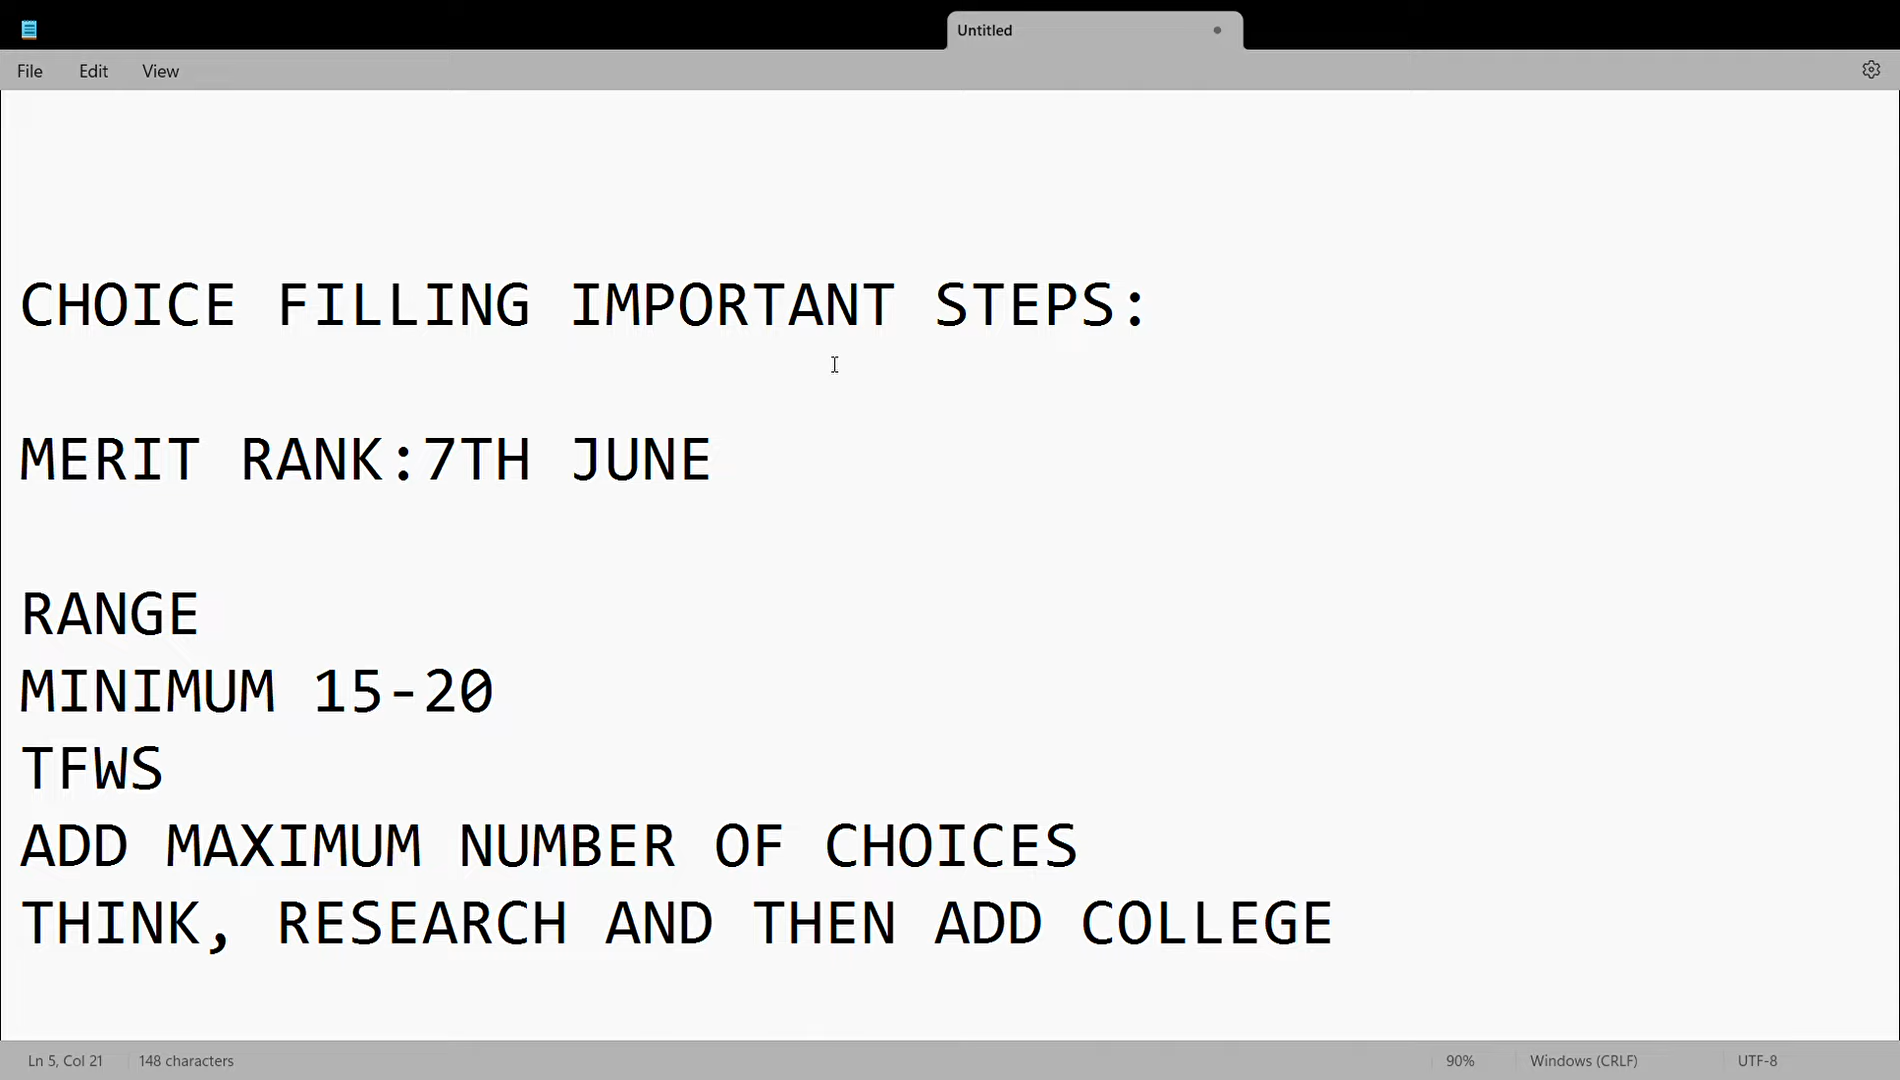 Untitled
File Edit View
CHOICE FILLING IMPORTANT STEPS:
MERIT RANK:7TH JUNE
RANGE
MINIMUM 15-20
TFWS
ADD MAXIMUM NUMBER OF CHOICES
THINK, RESEARCH AND THEN ADD COLLEGE
Ln 5, Col 21 148 characters 90% Windows (CRLF) UTF-8